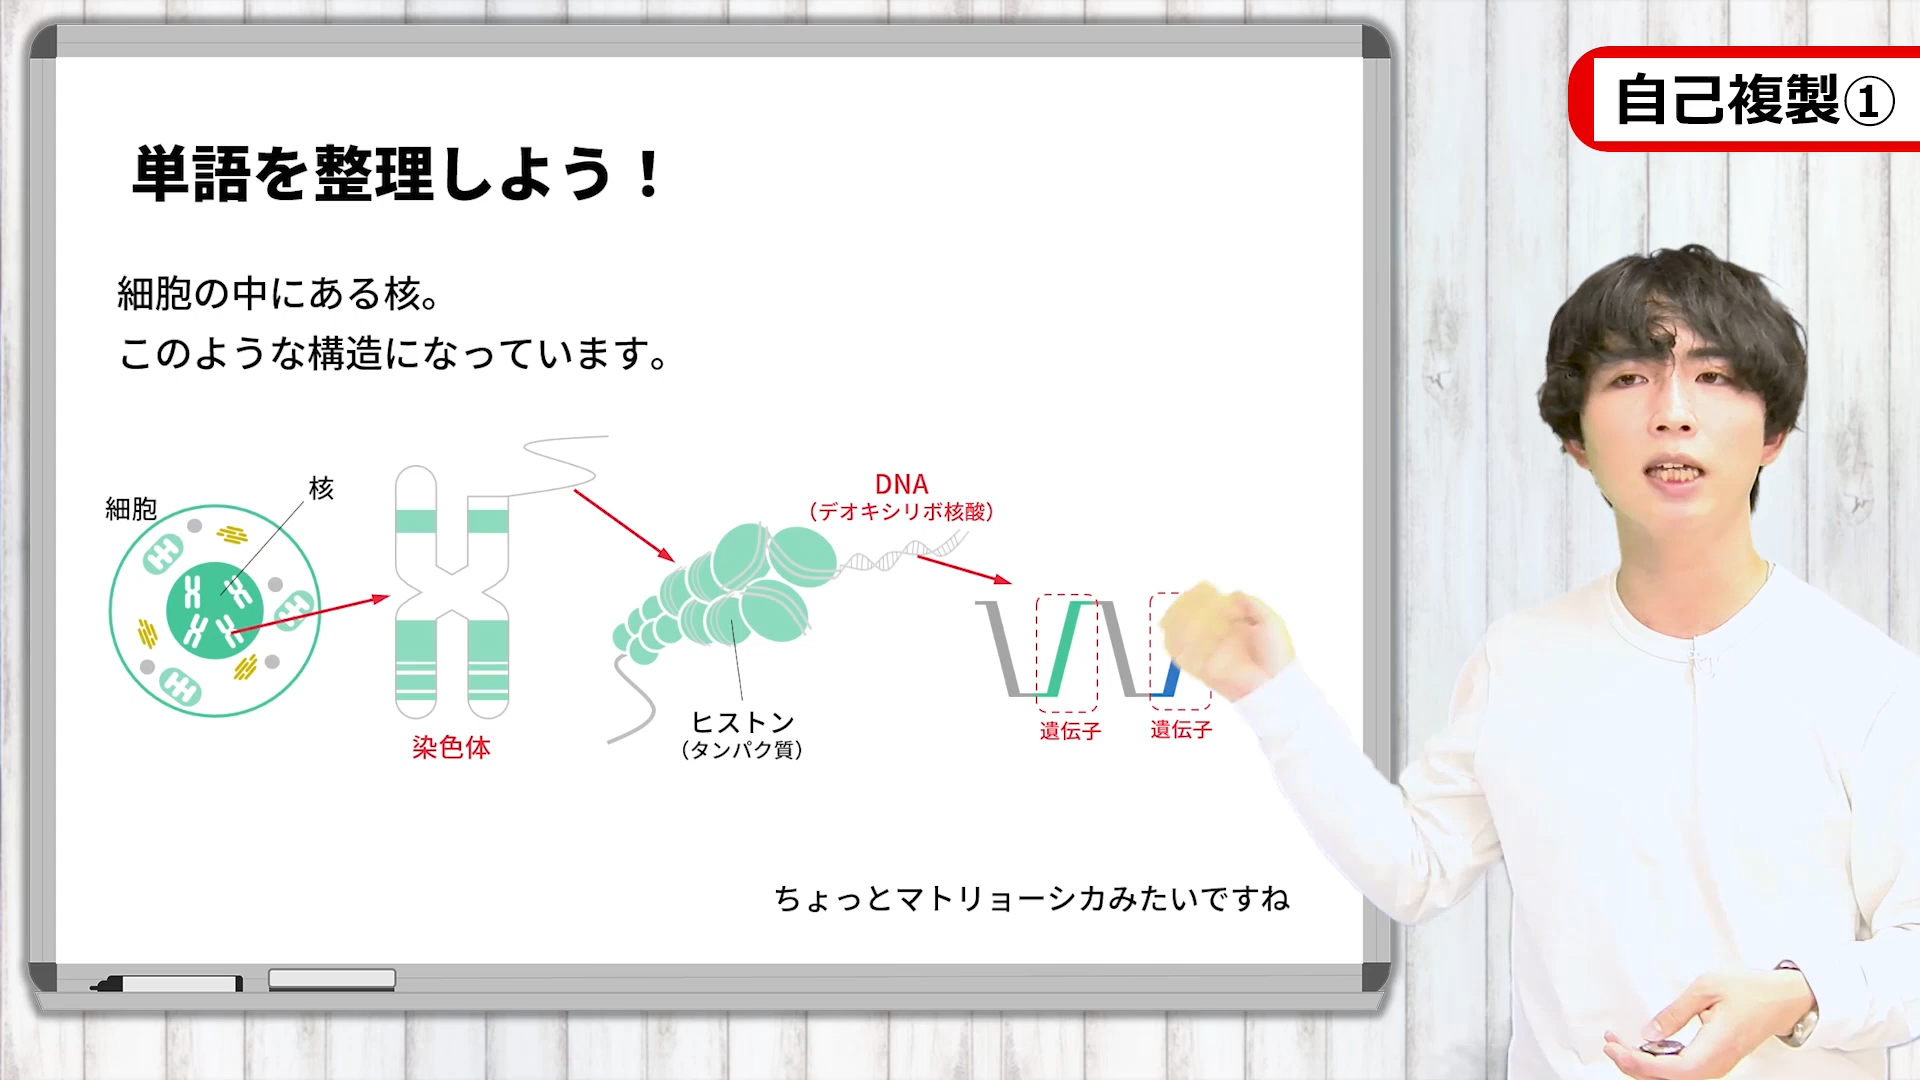 自己複製①
単語を整理しよう！
細胞の中にある核。
このような構造になっています。
細胞
核
染色体
ヒストン
（タンパク質）
DNA
（デオキシリボ核酸）
遺伝子
遺伝子
ちょっとマトリョーシカみたいですね